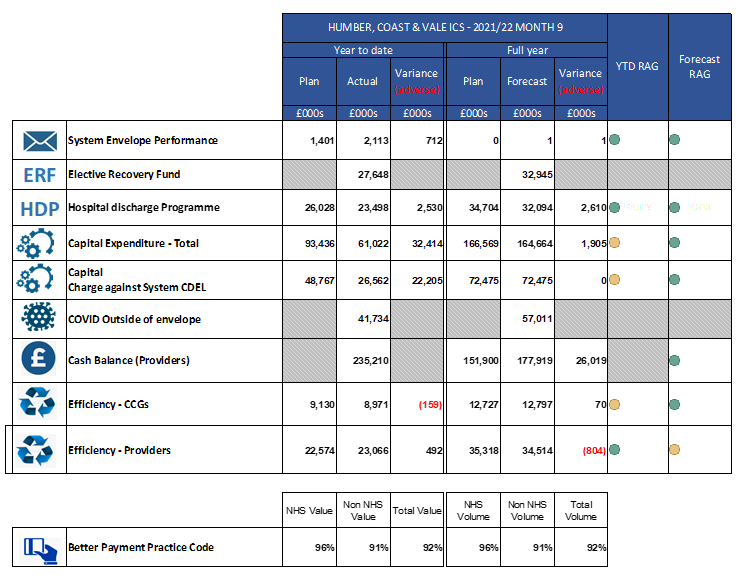 HUMBER, COAST & VALE ICS - 2021/22 MONTH 9
Year to date Full year
Plan Actual Variance (adverse) Plan Forecast Variance (adverse) YTD RAG Forecast RAG
£000s £000s £000s £000s £000s £000s
System Envelope Performance 1,401 2,113 712 0 1 1
ERF Elective Recovery Fund 27,648 32,945
HDP Hospital discharge Programme 26,028 23,498 2,530 34,704 32,094 2,610
Capital Expenditure - Total 93,436 61,022 32,414 166,569 164,664 1,905
Capital
Charge against System CDEL 48,767 26,562 22,205 72,475 72,475 0
COVID Outside of envelope 41,734 57,011
£ Cash Balance (Providers) 235,210 151,900 177,919 26,019
Efficiency - CCGs 9,130 8,971 (159) 12,727 12,797 70
Efficiency - Providers 22,574 23,066 492 35,318 34,514 (804)
NHS Value Non NHS Value Total Value NHS Volume Non NHS Volume Total Volume
Better Payment Practice Code 96% 91% 92% 96% 91% 92%